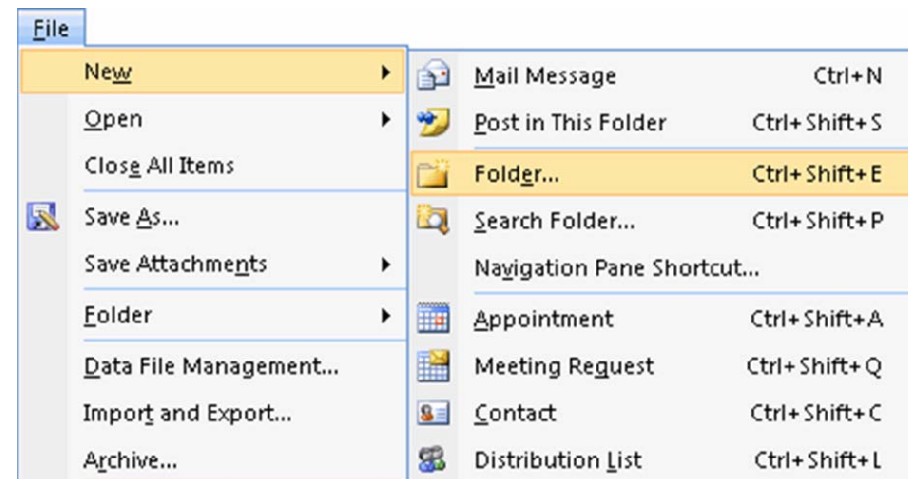 File
New
Open
Close All Items
Save As...
Save Attachments
Folder
Data File Management...
Import and Export...
Archive...
Mail Message Ctrl+N
Post in This Folder Ctrl+Shift+S
Folder... Ctrl+Shift+E
Search Folder... Ctrl+Shift+P
Navigation Pane Shortcut...
Appointment Ctrl+Shift+A
Meeting Request Ctrl+Shift+Q
Contact Ctrl+Shift+C
Distribution List Ctrl+Shift+L